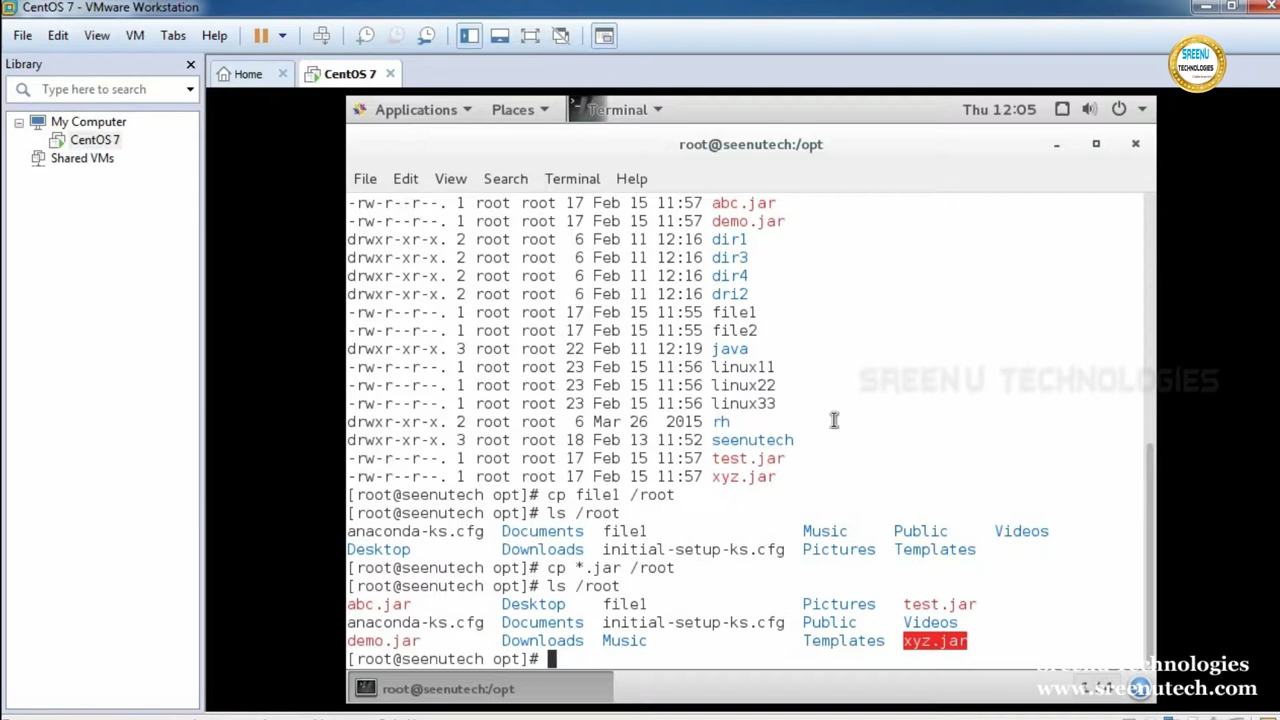 CentOS 7 - VMware Workstation
File Edit View VM Tabs Help
SREENU
TECHNOLOGIES
Library
Home
CentOS 7
Type here to search
My Computer
CentOS 7
Shared VMs
Applications Places Terminal Thu 12:05
root@seenutech:/opt
File Edit View Search Terminal Help
-rw-r--r--. 1 root root 17 Feb 15 11:57 abc.jar
-rw-r--r--. 1 root root 17 Feb 15 11:57 demo.jar
drwxr-xr-x. 2 root root 6 Feb 11 12:16 dir1
drwxr-xr-x. 2 root root 6 Feb 11 12:16 dir3
drwxr-xr-x. 2 root root 6 Feb 11 12:16 dir4
drwxr-xr-x. 2 root root 6 Feb 11 12:16 dri2
-rw-r--r--. 1 root root 17 Feb 15 11:55 file1
-rw-r--r--. 1 root root 17 Feb 15 11:55 file2
drwxr-xr-x. 3 root root 22 Feb 11 12:19 java
-rw-r--r--. 1 root root 23 Feb 15 11:56 linux11
-rw-r--r--. 1 root root 23 Feb 15 11:56 linux22
-rw-r--r--. 1 root root 23 Feb 15 11:56 linux33
drwxr-xr-x. 2 root root 6 Mar 26 2015 rh
drwxr-xr-x. 3 root root 18 Feb 13 11:52 seenutech
-rw-r--r--. 1 root root 17 Feb 15 11:57 test.jar
-rw-r--r--. 1 root root 17 Feb 15 11:57 xyz.jar
[root@seenutech opt]# cp file1 /root
[root@seenutech opt]# ls /root
anaconda-ks.cfg Documents file1 Music Public Videos
Desktop Downloads initial-setup-ks.cfg Pictures Templates
[root@seenutech opt]# cp *.jar /root
[root@seenutech opt]# ls /root
abc.jar Desktop file1 Pictures test.jar
anaconda-ks.cfg Documents initial-setup-ks.cfg Public Videos
demo.jar Downloads Music Templates xyz.jar
[root@seenutech opt]#
SREENU TECHNOLOGIES
root@seenutech:/opt
Sreenu Technologies
www.sreenutech.com